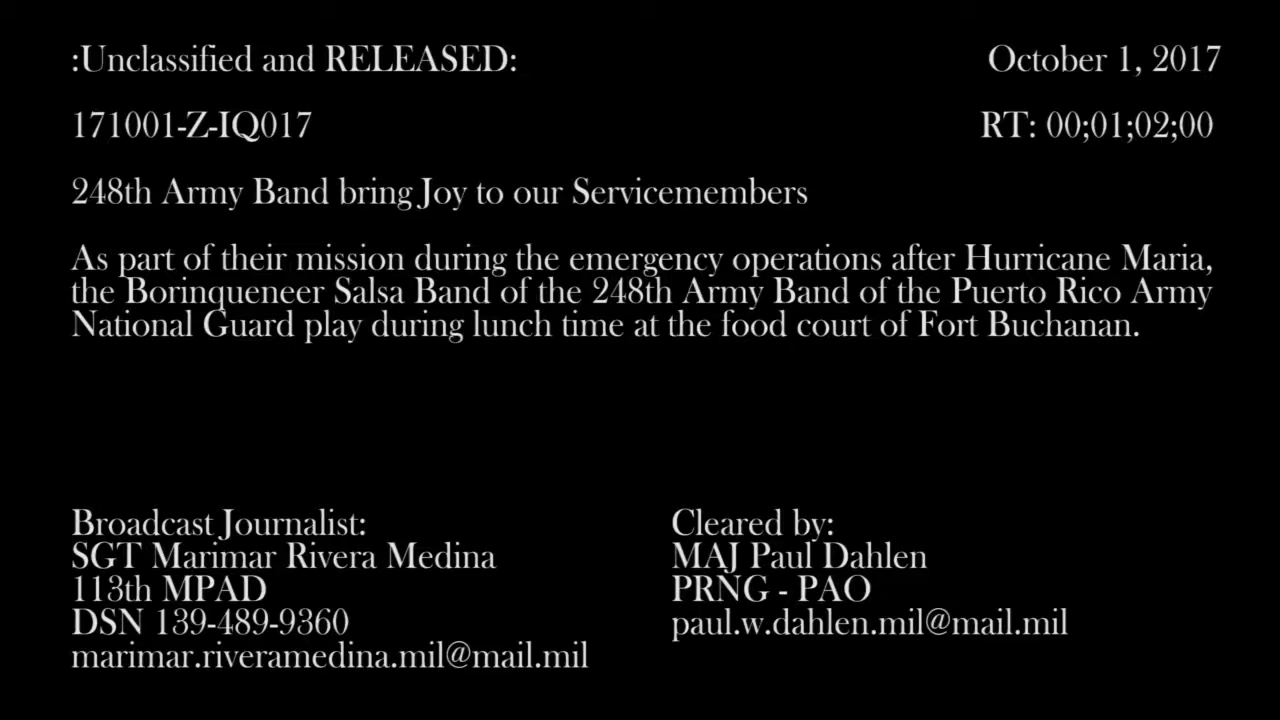 :Unclassified and RELEASED:
October 1, 2017
171001-Z-IQ017
RT: 00;01;02;00
248th Army Band bring Joy to our Servicemembers
As part of their mission during the emergency operations after Hurricane Maria,
the Borinqueneer Salsa Band of the 248th Army Band of the Puerto Rico Army
National Guard play during lunch time at the food court of Fort Buchanan.
Broadcast Journalist:
SGT Marimar Rivera Medina
113th MPAD
DSN 139-489-9360
marimar.riveramedina.mil@mail.mil
Cleared by:
MAJ Paul Dahlen
PRNG - PAO
paul.w.dahlen.mil@mail.mil